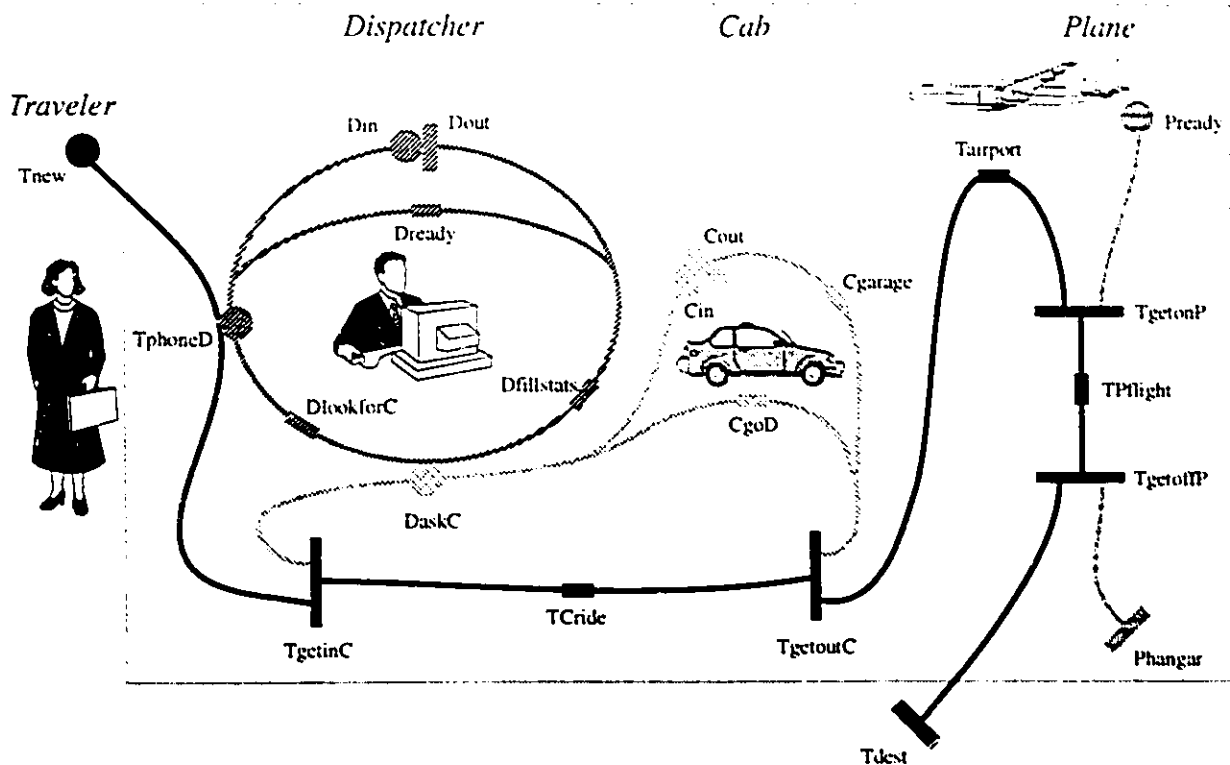 Dispatcher
Cab
Plane
Traveler
Din
Dout
Pready
Tairport
Tnew
Dready
Cout
Cgarage
Cin
TgetonP
TphoneD
TPflight
Dfillstats
DlookforC
CgoD
TgetoffP
DaskC
TCride
TgetinC
TgetoutC
Phangar
Tdest